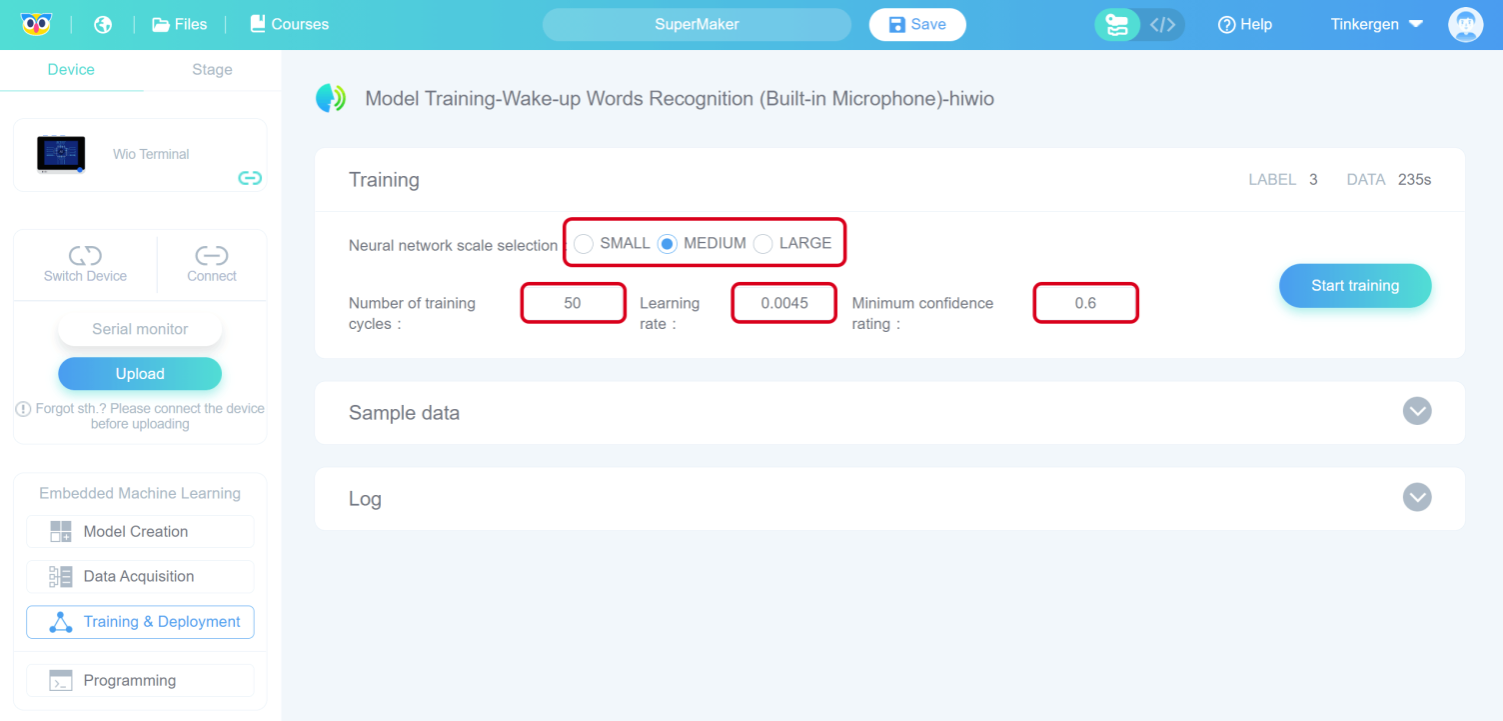 Files
Courses
SuperMaker
Save
</>
Help
Tinkergen
Device
Stage
Wio Terminal
Switch Device
Connect
Serial monitor
Upload
Forgot sth.? Please connect the device
before uploading
Embedded Machine Learning
Model Creation
Data Acquisition
Training & Deployment
Programming
Model Training-Wake-up Words Recognition (Built-in Microphone)-hiwio
Training
LABEL 3 DATA 235s
Neural network scale selection : SMALL MEDIUM LARGE
Number of training
cycles :
50
Learning
rate :
0.0045
Minimum confidence
rating :
0.6
Start training
Sample data
Log